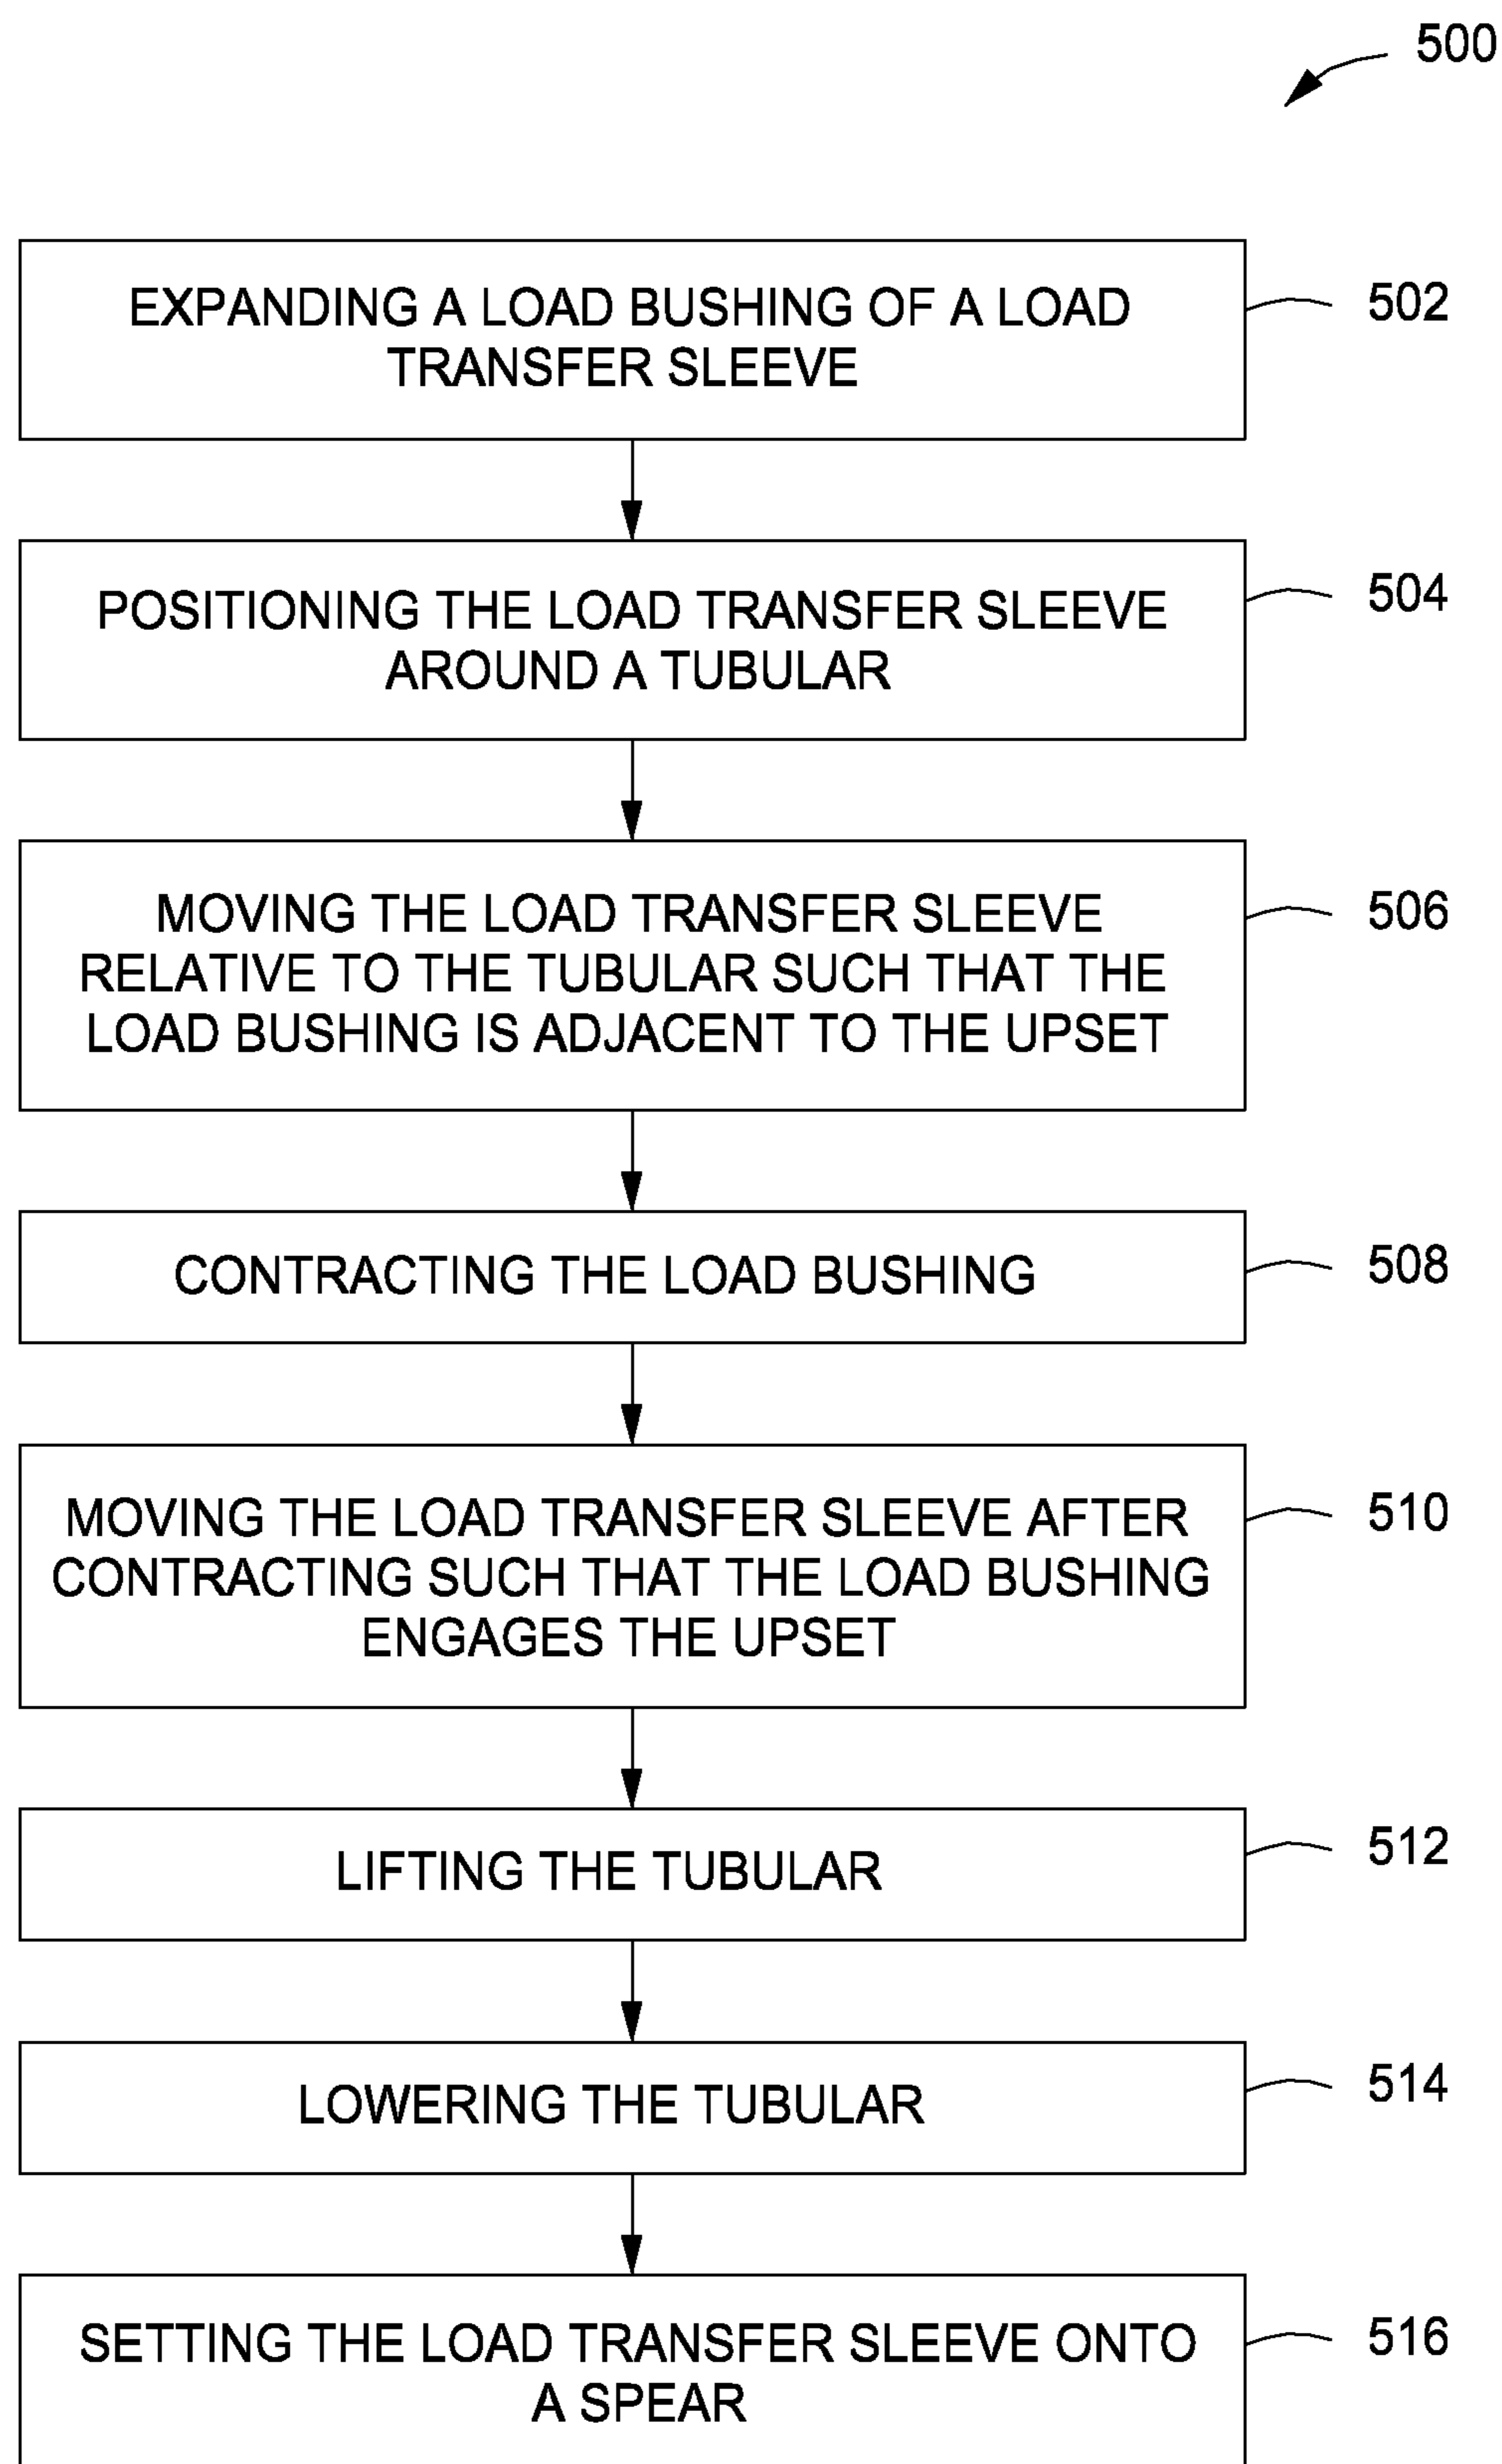 500
EXPANDING A LOAD BUSHING OF A LOAD
TRANSFER SLEEVE
502
POSITIONING THE LOAD TRANSFER SLEEVE
AROUND A TUBULAR
504
MOVING THE LOAD TRANSFER SLEEVE
RELATIVE TO THE TUBULAR SUCH THAT THE
LOAD BUSHING IS ADJACENT TO THE UPSET
506
CONTRACTING THE LOAD BUSHING
508
MOVING THE LOAD TRANSFER SLEEVE AFTER
CONTRACTING SUCH THAT THE LOAD BUSHING
ENGAGES THE UPSET
510
LIFTING THE TUBULAR
512
LOWERING THE TUBULAR
514
SETTING THE LOAD TRANSFER SLEEVE ONTO
A SPEAR
516